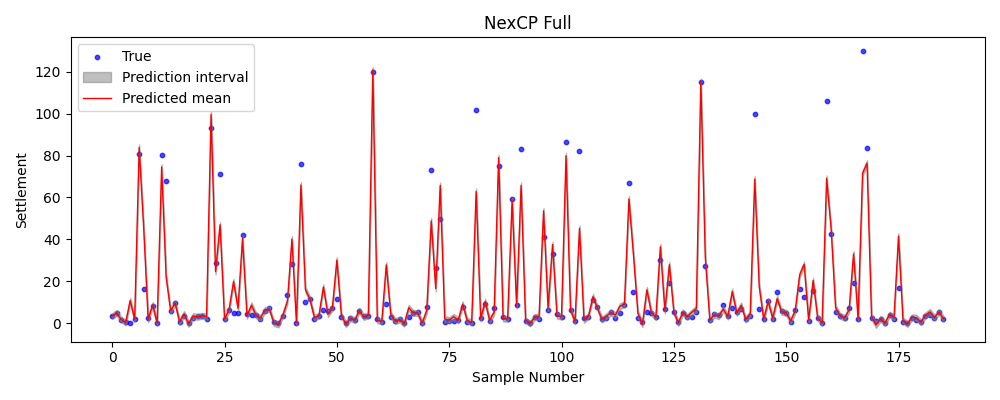 NexCP Full
True
Prediction interval
Predicted mean
Settlement
120
100
80
60
40
20
0
0 25 50 75 100 125 150 175
Sample Number